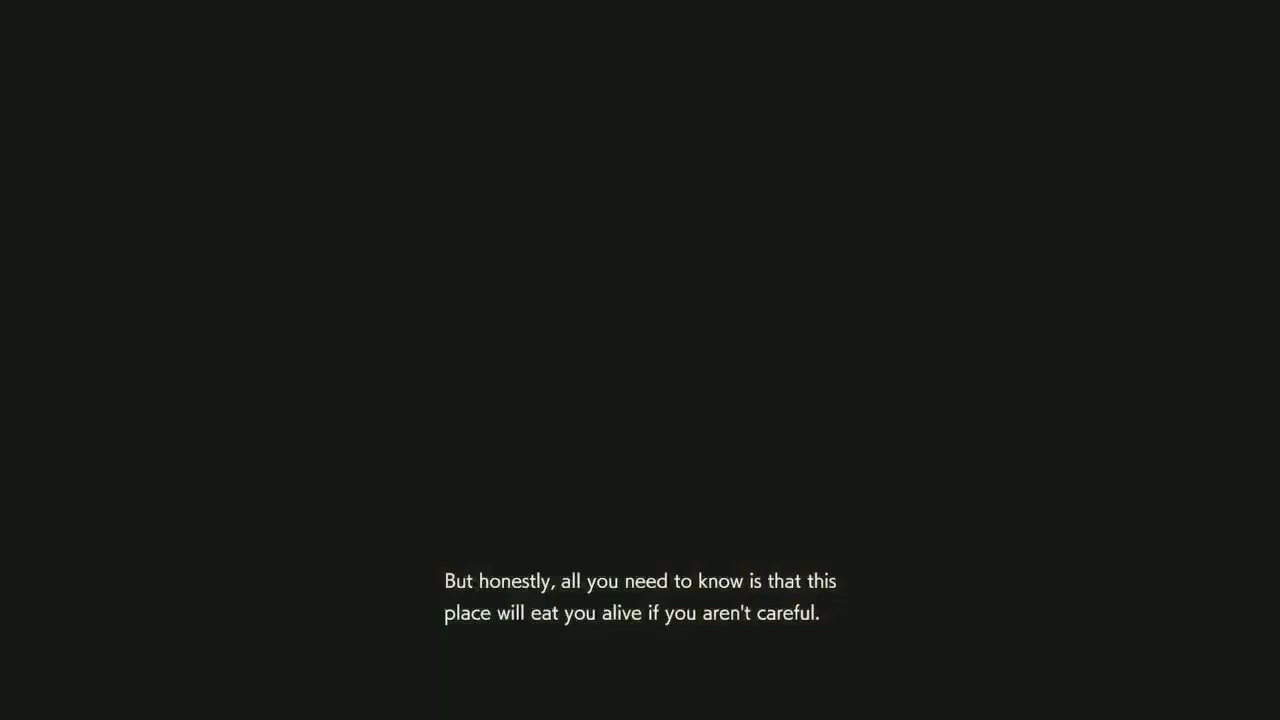 But honestly, all you need to know is that this
place will eat you alive if you aren't careful.